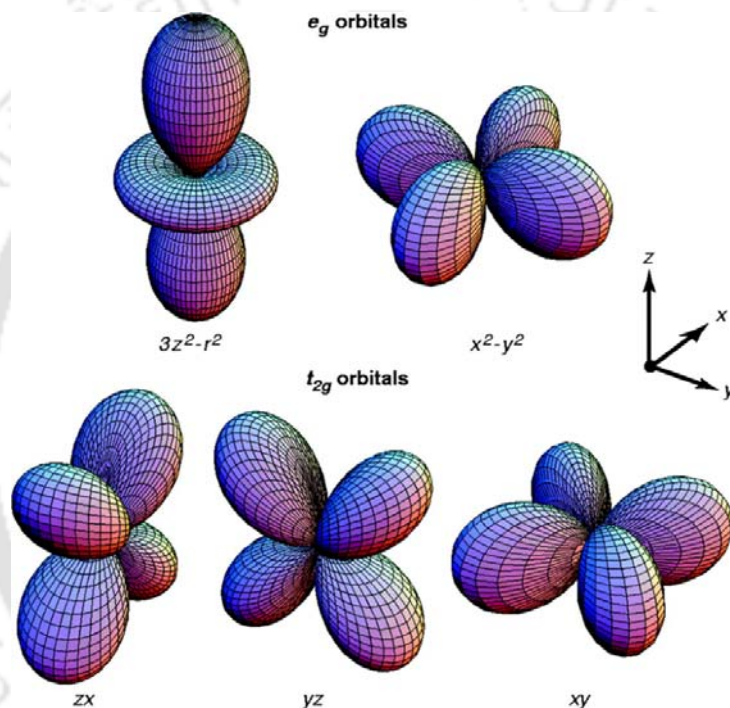 e_g orbitals
3z²-r²
x²-y²
z
x
y
t_2g orbitals
zx
yz
xy